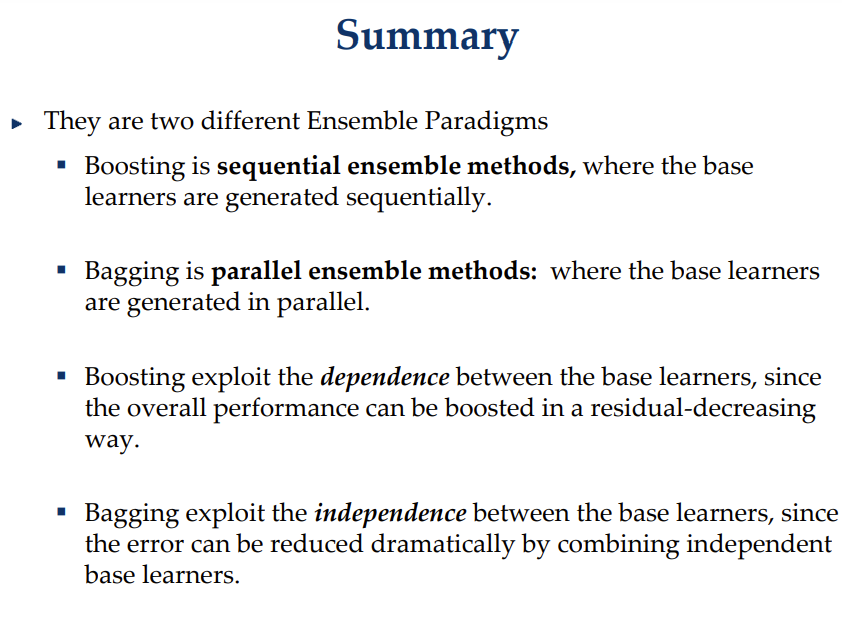 Summary
▸ They are two different Ensemble Paradigms
▪ Boosting is sequential ensemble methods, where the base
learners are generated sequentially.
▪ Bagging is parallel ensemble methods: where the base learners
are generated in parallel.
▪ Boosting exploit the dependence between the base learners, since
the overall performance can be boosted in a residual-decreasing
way.
▪ Bagging exploit the independence between the base learners, since
the error can be reduced dramatically by combining independent
base learners.